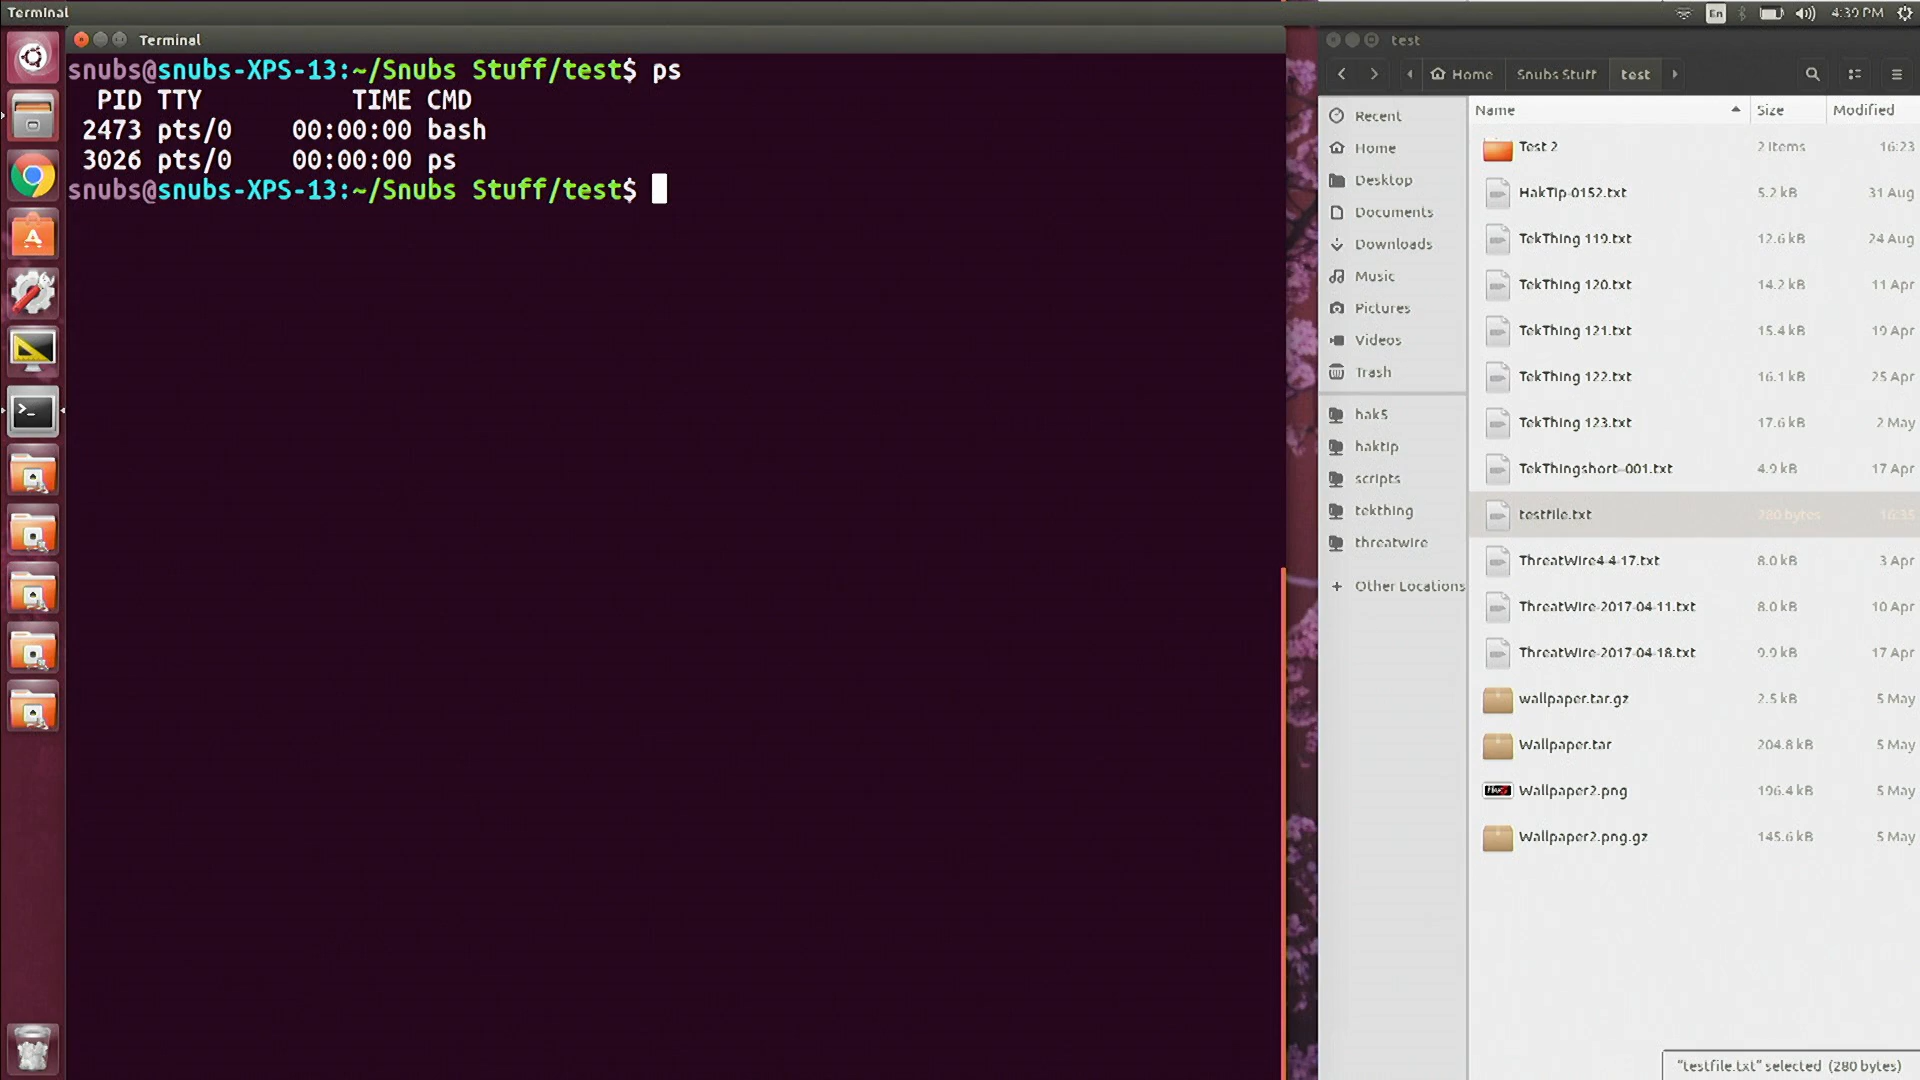 Terminal
En
4:39 PM
Terminal
snubs@snubs-XPS-13:~/Snubs Stuff/test$ ps
PID TTY TIME CMD
2473 pts/0 00:00:00 bash
3026 pts/0 00:00:00 ps
snubs@snubs-XPS-13:~/Snubs Stuff/test$
test
Home Snubs Stuff test
Recent
Home
Desktop
Documents
Downloads
Music
Pictures
Videos
Trash
hak5
haktip
scripts
tekthing
threatwire
+ Other Locations
Name Size Modified
Test 2 2 items 16:23
HakTip-0152.txt 5.2 kB 31 Aug
TekThing 119.txt 12.6 kB 24 Aug
TekThing 120.txt 14.2 kB 11 Apr
TekThing 121.txt 15.4 kB 19 Apr
TekThing 122.txt 16.1 kB 25 Apr
TekThing 123.txt 17.6 kB 2 May
TekThingshort-001.txt 4.9 kB 17 Apr
testfile.txt 280 bytes 16:35
ThreatWire4-4-17.txt 8.0 kB 3 Apr
ThreatWire-2017-04-11.txt 8.0 kB 10 Apr
ThreatWire-2017-04-18.txt 9.9 kB 17 Apr
wallpaper.tar.gz 2.5 kB 5 May
Wallpaper.tar 204.8 kB 5 May
Wallpaper2.png 196.4 kB 5 May
Wallpaper2.png.gz 145.6 kB 5 May
"testfile.txt" selected (280 bytes)